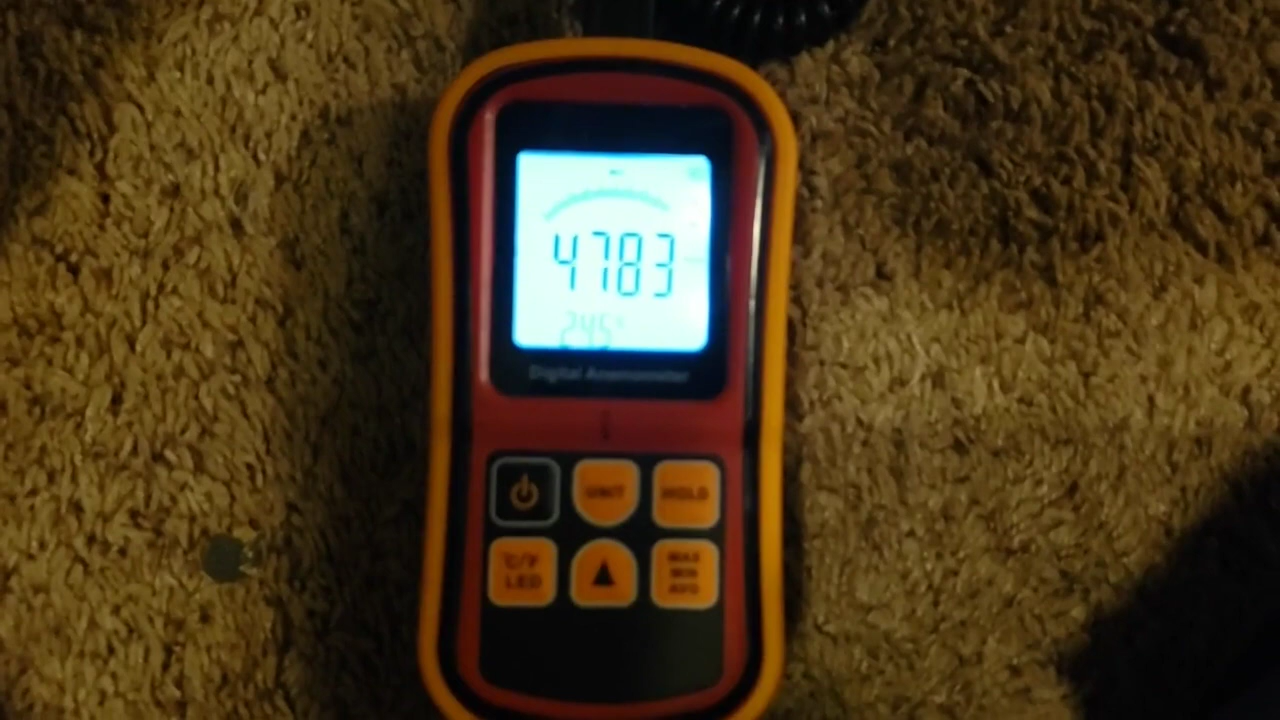 4783
24.5°
Digital Anemometer
UNIT HOLD
°C/°F MAX
LED MIN
AVG